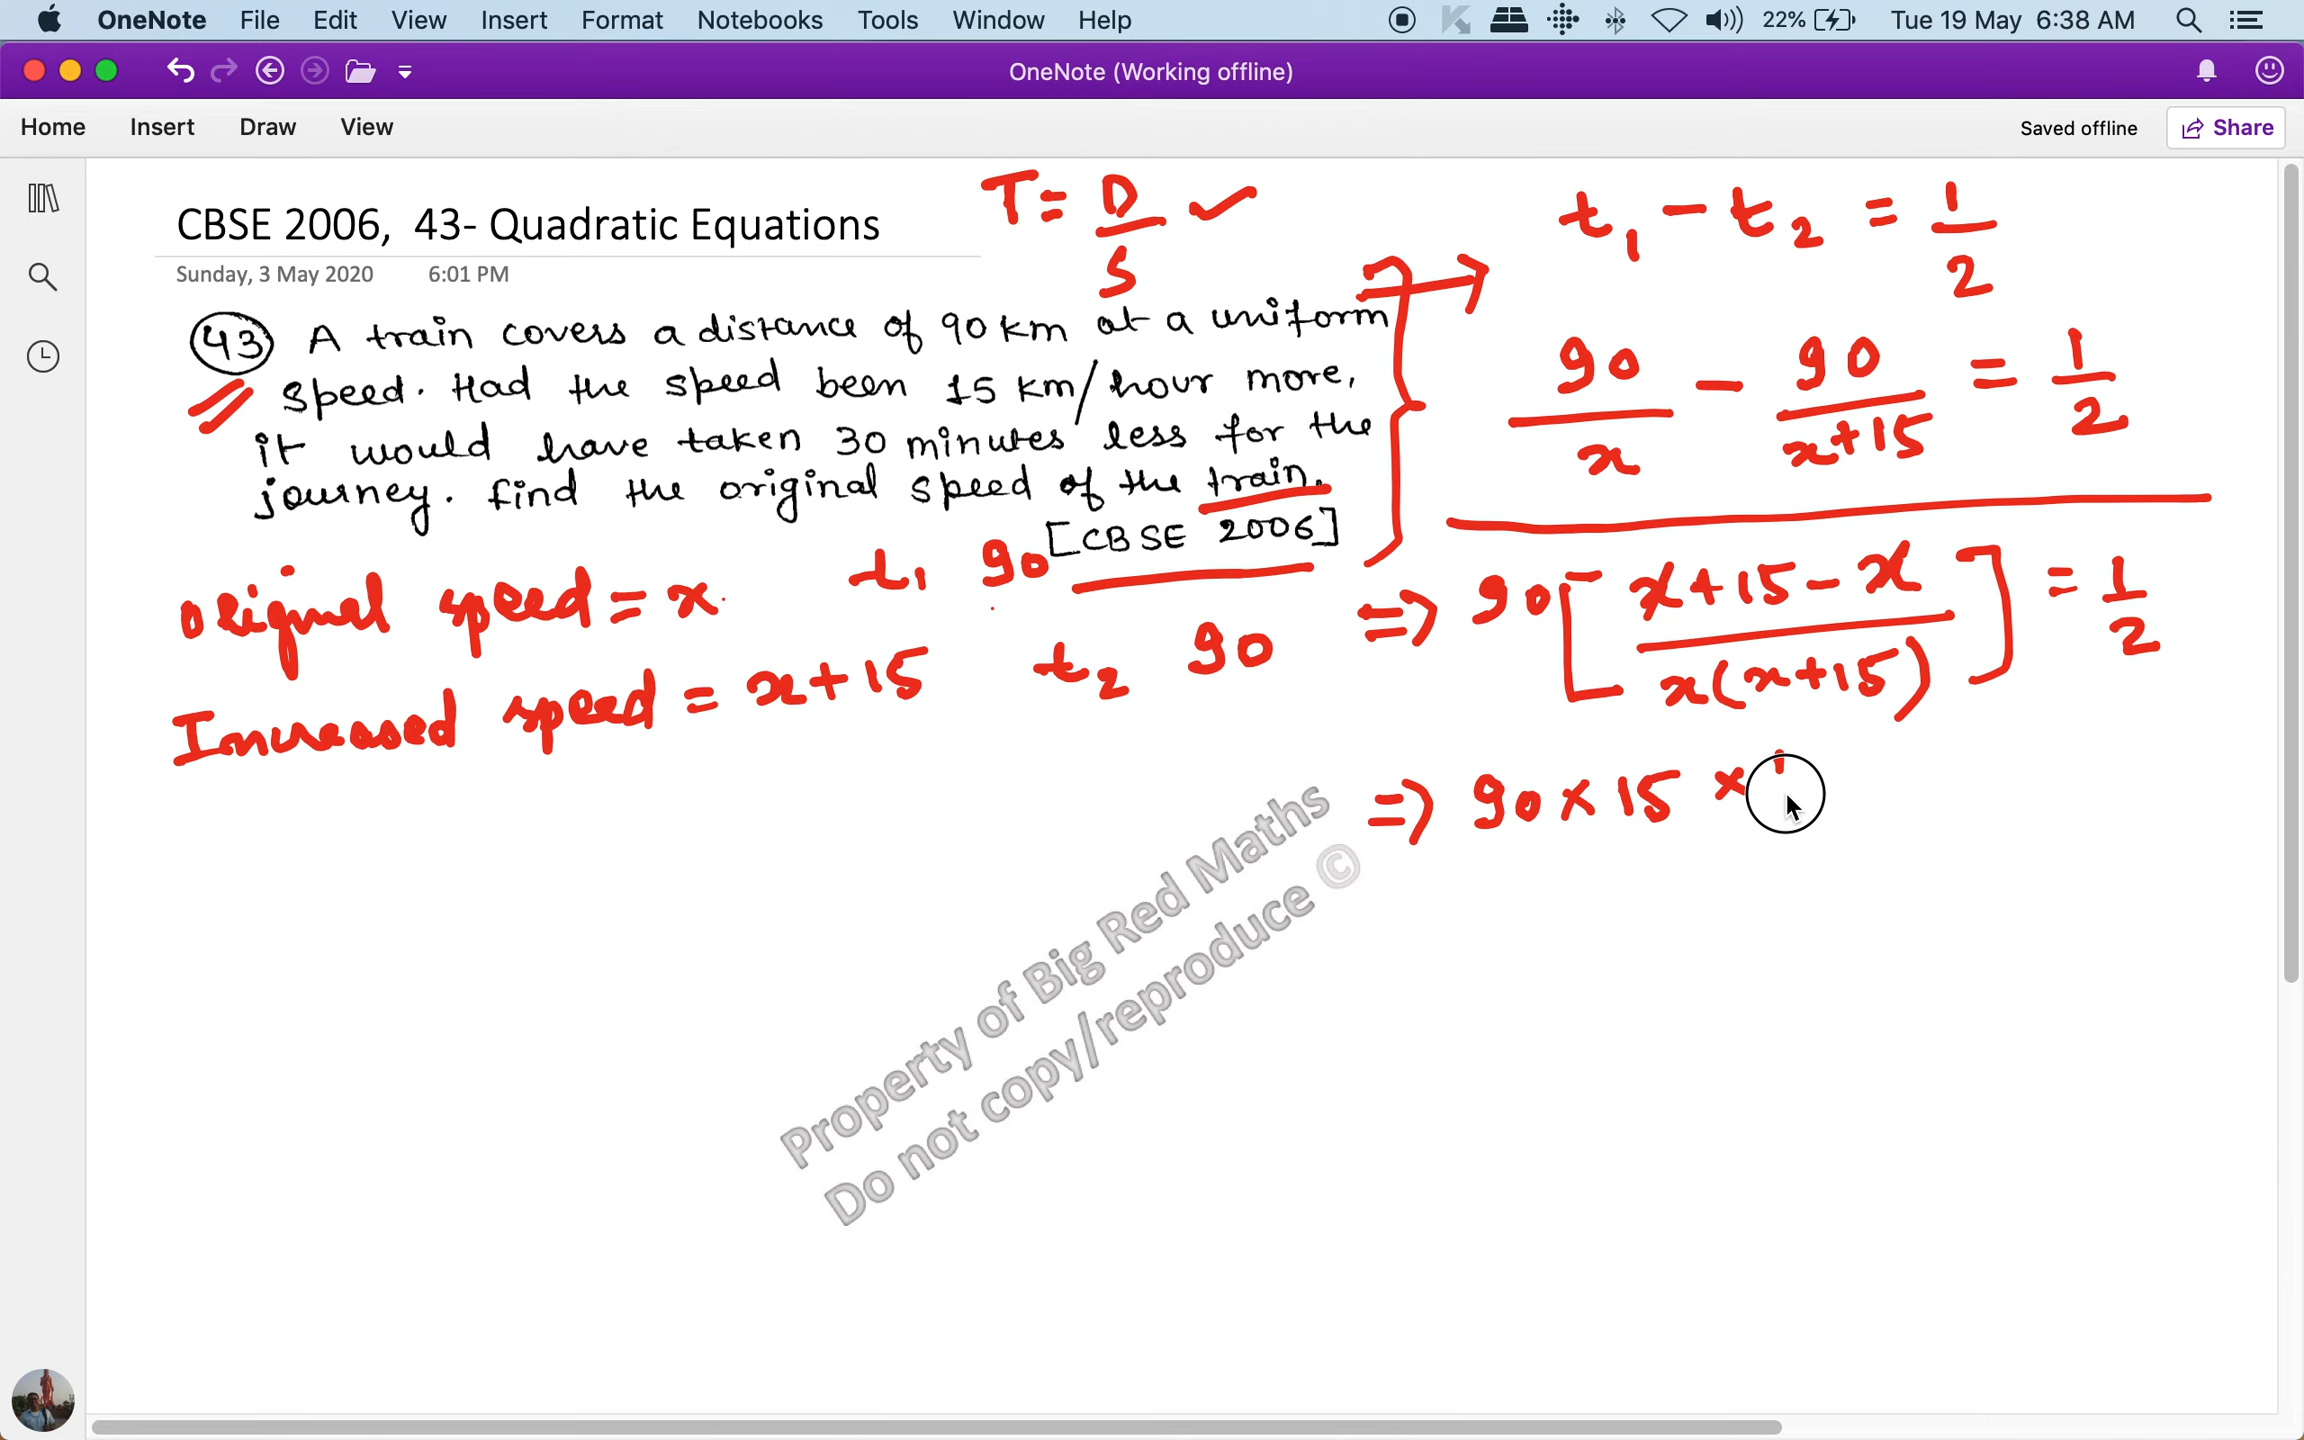 OneNote File Edit View Insert Format Notebooks Tools Window Help 22% Tue 19 May 6:38 AM
OneNote (Working offline)
Home Insert Draw View Saved offline Share
CBSE 2006, 43- Quadratic Equations
Sunday, 3 May 2020 6:01 PM
T = D/S ✓
(43) A train covers a distance of 90 km at a uniform
speed. Had the speed been 15 km/hour more,
it would have taken 30 minutes less for the
journey. find the original speed of the train.
[CBSE 2006]
Original speed = x t₁ 90
Increased speed = x+15 t₂ 90
t₁ - t₂ = 1/2
90/x - 90/x+15 = 1/2
=> 90[x+15-x / x(x+15)] = 1/2
=> 90 × 15 ×
Property of Big Red Maths
Do not copy/reproduce ©